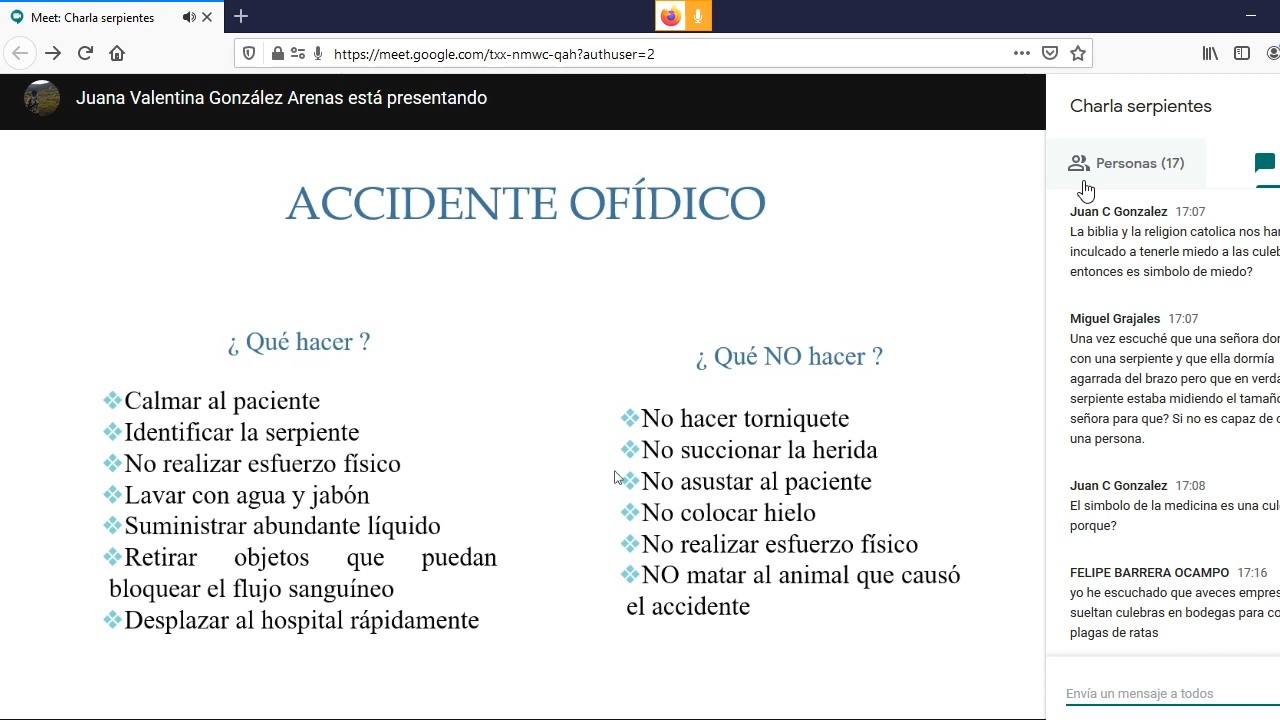 Meet: Charla serpientes
https://meet.google.com/txx-nmwc-qah?authuser=2
Juana Valentina González Arenas está presentando
ACCIDENTE OFÍDICO
¿ Qué hacer ?
Calmar al paciente
Identificar la serpiente
No realizar esfuerzo físico
Lavar con agua y jabón
Suministrar abundante líquido
Retirar objetos que puedan
bloquear el flujo sanguíneo
Desplazar al hospital rápidamente
¿ Qué NO hacer ?
No hacer torniquete
No succionar la herida
No asustar al paciente
No colocar hielo
No realizar esfuerzo físico
NO matar al animal que causó
el accidente
Charla serpientes
Personas (17)
Juan C Gonzalez 17:07
La biblia y la religion catolica nos
inculcado a tenerle miedo a las
entonces es simbolo de miedo?
Miguel Grajales 17:07
Una vez escuché que una señora
con una serpiente y que ella dormía
agarrada del brazo pero que en
serpiente estaba midiendo el
señora para que? Si no es capaz de
una persona.
Juan C Gonzalez 17:08
El simbolo de la medicina es una
porque?
FELIPE BARRERA OCAMPO 17:16
yo he escuchado que aveces
sueltan culebras en bodegas para
plagas de ratas
Envía un mensaje a todos